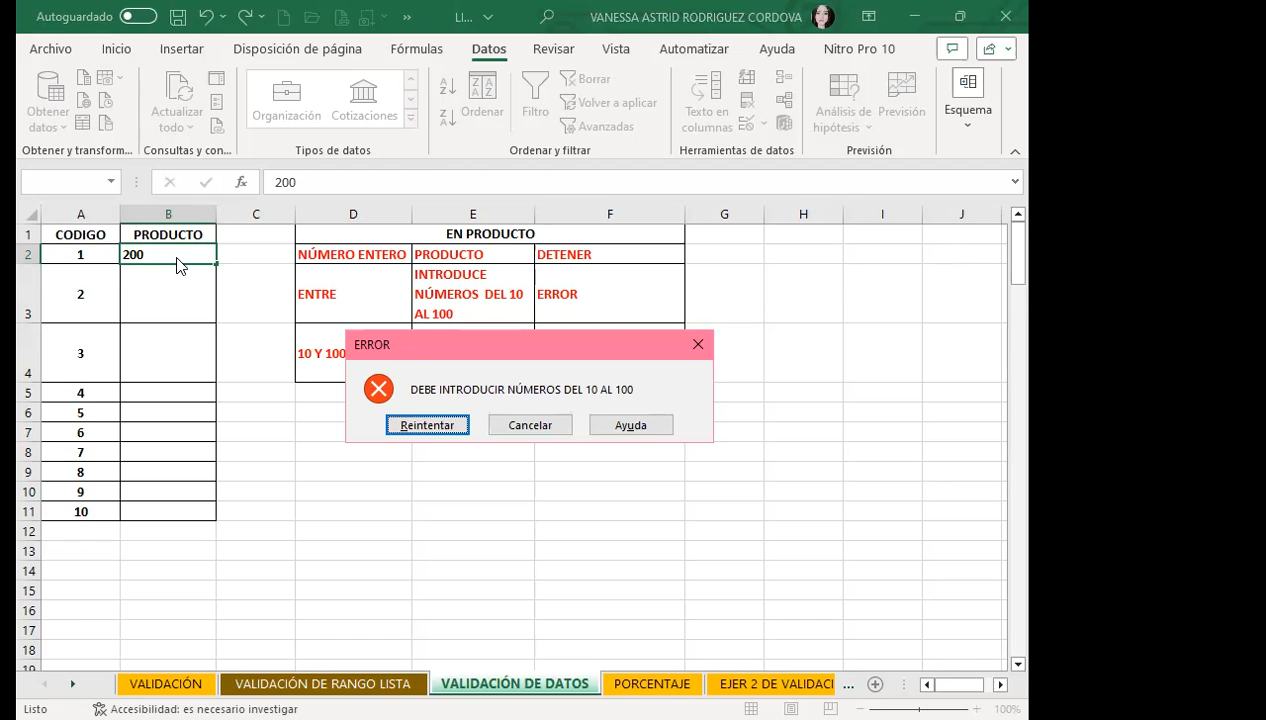 Autoguardado
LI...
VANESSA ASTRID RODRIGUEZ CORDOVA
Archivo Inicio Insertar Disposición de página Fórmulas Datos Revisar Vista Automatizar Ayuda Nitro Pro 10
Obtener datos
Actualizar todo
Organización
Cotizaciones
Ordenar
Filtro
Borrar
Volver a aplicar
Avanzadas
Texto en columnas
Análisis de hipótesis
Previsión
Esquema
Obtener y transform...
Consultas y con...
Tipos de datos
Ordenar y filtrar
Herramientas de datos
Previsión
fx
200
A B C D E F G H I J
1 CODIGO PRODUCTO EN PRODUCTO
2 1 200 NÚMERO ENTERO PRODUCTO DETENER
3 2 ENTRE INTRODUCE NÚMEROS DEL 10 AL 100 ERROR
4 3 10 Y 100
ERROR
DEBE INTRODUCIR NÚMEROS DEL 10 AL 100
Reintentar Cancelar Ayuda
5 4
6 5
7 6
8 7
9 8
10 9
11 10
12
13
14
15
16
17
18
19
VALIDACIÓN VALIDACIÓN DE RANGO LISTA VALIDACIÓN DE DATOS PORCENTAJE EJER 2 DE VALIDACI ...
Listo
Accesibilidad: es necesario investigar
100%